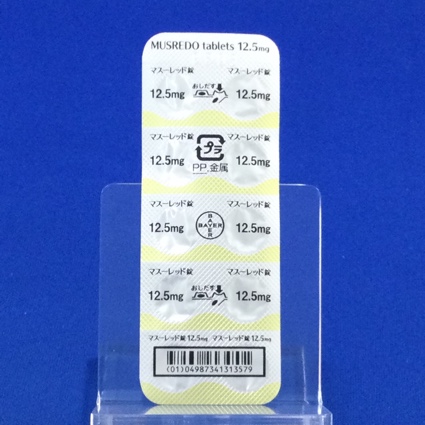 MUSREDO tablets 12.5mg
マスーレッド錠 マスーレッド錠
12.5mg おしだす 12.5mg
マスーレッド錠 マスーレッド錠
12.5mg プラ 12.5mg
PP、金属
マスーレッド錠 マスーレッド錠
12.5mg BAYER BAYER 12.5mg
マスーレッド錠 おしだす マスーレッド錠
12.5mg 12.5mg
マスーレッド錠 12.5mg マスーレッド錠 12.5mg
(01)04987341313579